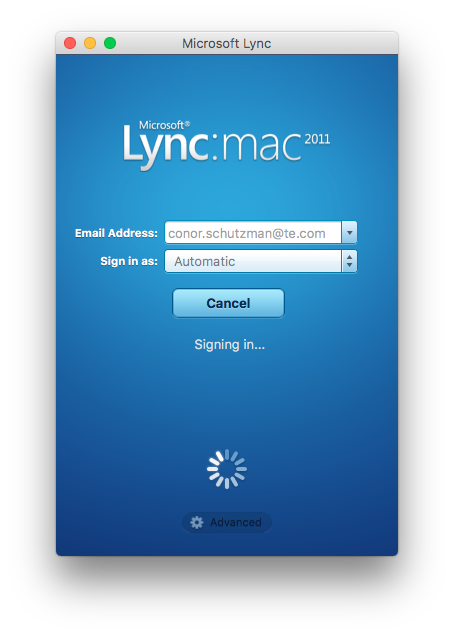 Microsoft Lync
Microsoft®
Lync:mac 2011
Email Address: conor.schutzman@te.com
Sign in as: Automatic
Cancel
Signing in...
Advanced